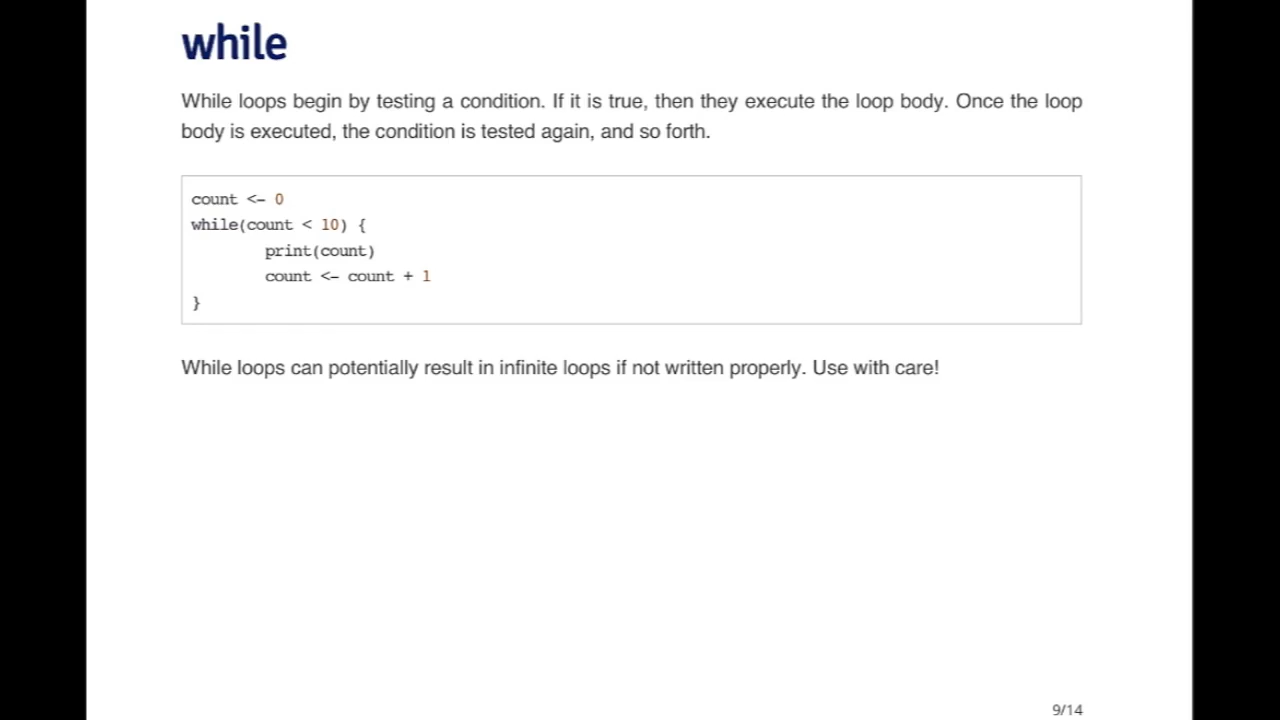 while
While loops begin by testing a condition. If it is true, then they execute the loop body. Once the loop
body is executed, the condition is tested again, and so forth.
count <- 0
while(count < 10) {
        print(count)
        count <- count + 1
}
While loops can potentially result in infinite loops if not written properly. Use with care!
9/14